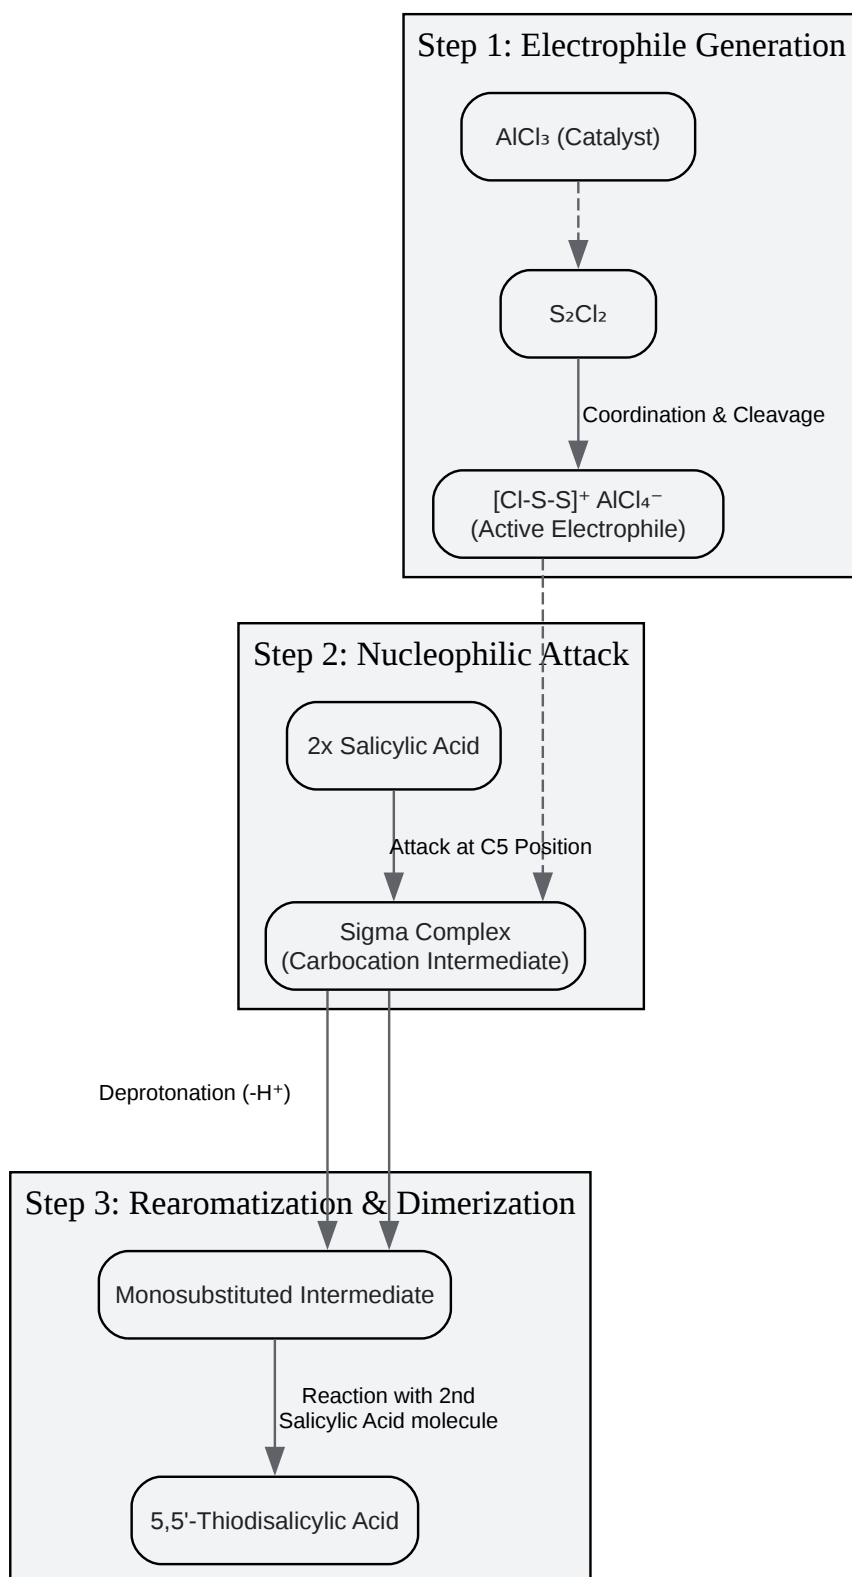 Step 1: Electrophile Generation
AlCl₃ (Catalyst)
S₂Cl₂
Coordination & Cleavage
[Cl-S-S]⁺ AlCl₄⁻
(Active Electrophile)
Step 2: Nucleophilic Attack
2x Salicylic Acid
Attack at C5 Position
Sigma Complex
(Carbocation Intermediate)
Deprotonation (-H⁺)
Step 3: Rearomatization & Dimerization
Monosubstituted Intermediate
Reaction with 2nd
Salicylic Acid molecule
5,5'-Thiodisalicylic Acid